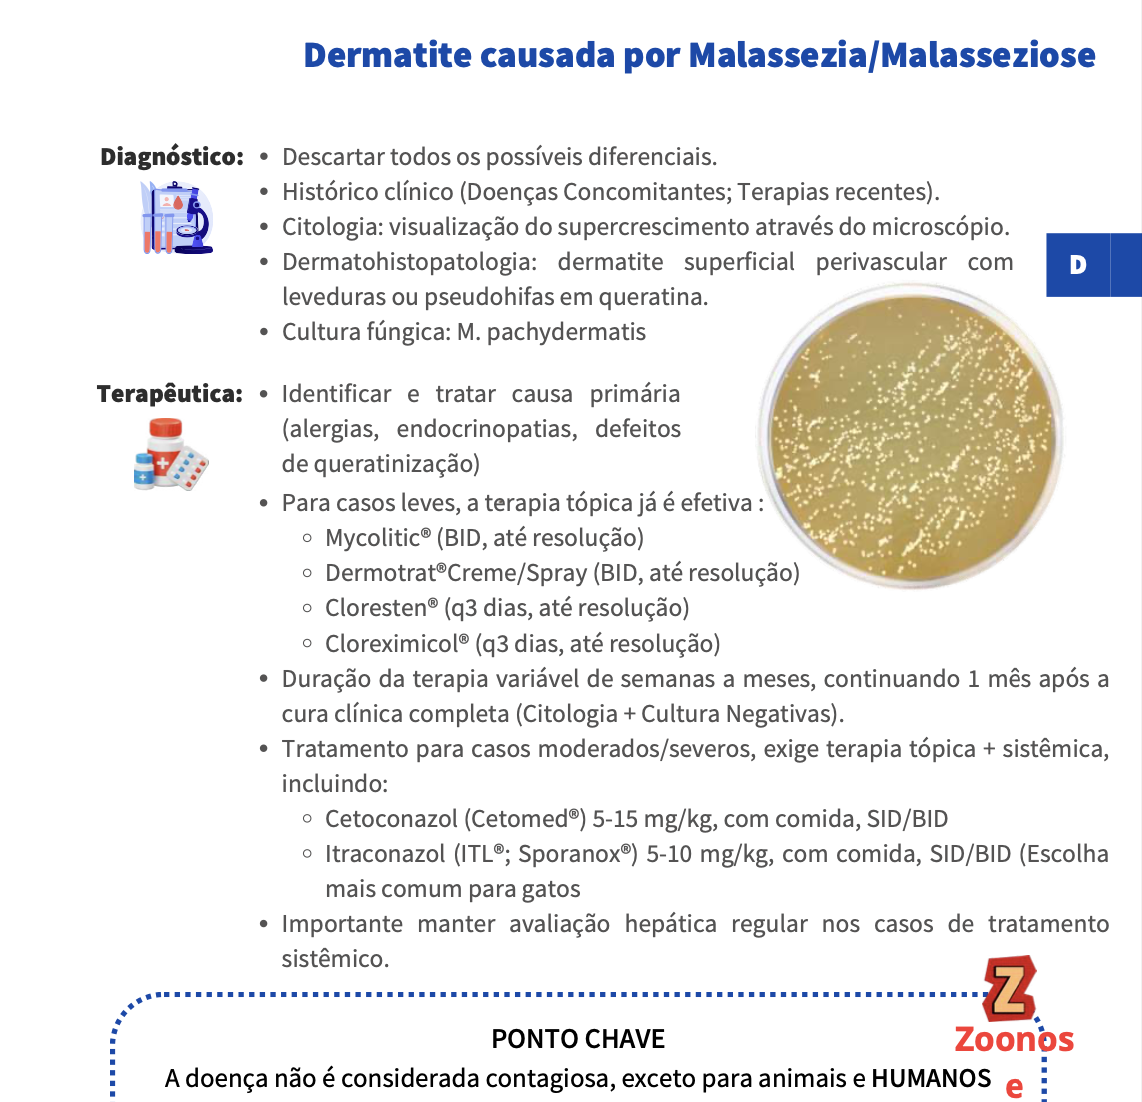 Dermatite causada por Malassezia/Malasseziose
Diagnóstico:
• Descartar todos os possíveis diferenciais.
• Histórico clínico (Doenças Concomitantes; Terapias recentes).
• Citologia: visualização do supercrescimento através do microscópio.
• Dermatohistopatologia: dermatite superficial perivascular com
leveduras ou pseudohifas em queratina.
• Cultura fúngica: M. pachydermatis
D
Terapêutica:
• Identificar e tratar causa primária
(alergias, endocrinopatias, defeitos
de queratinização)
• Para casos leves, a terapia tópica já é efetiva :
◦ Mycolitic® (BID, até resolução)
◦ Dermotrat®Creme/Spray (BID, até resolução)
◦ Cloresten® (q3 dias, até resolução)
◦ Cloreximicol® (q3 dias, até resolução)
• Duração da terapia variável de semanas a meses, continuando 1 mês após a
cura clínica completa (Citologia + Cultura Negativas).
• Tratamento para casos moderados/severos, exige terapia tópica + sistêmica,
incluindo:
◦ Cetoconazol (Cetomed®) 5-15 mg/kg, com comida, SID/BID
◦ Itraconazol (ITL®; Sporanox®) 5-10 mg/kg, com comida, SID/BID (Escolha
mais comum para gatos
• Importante manter avaliação hepática regular nos casos de tratamento
sistêmico.
Z
Zoonos
e
PONTO CHAVE
A doença não é considerada contagiosa, exceto para animais e HUMANOS